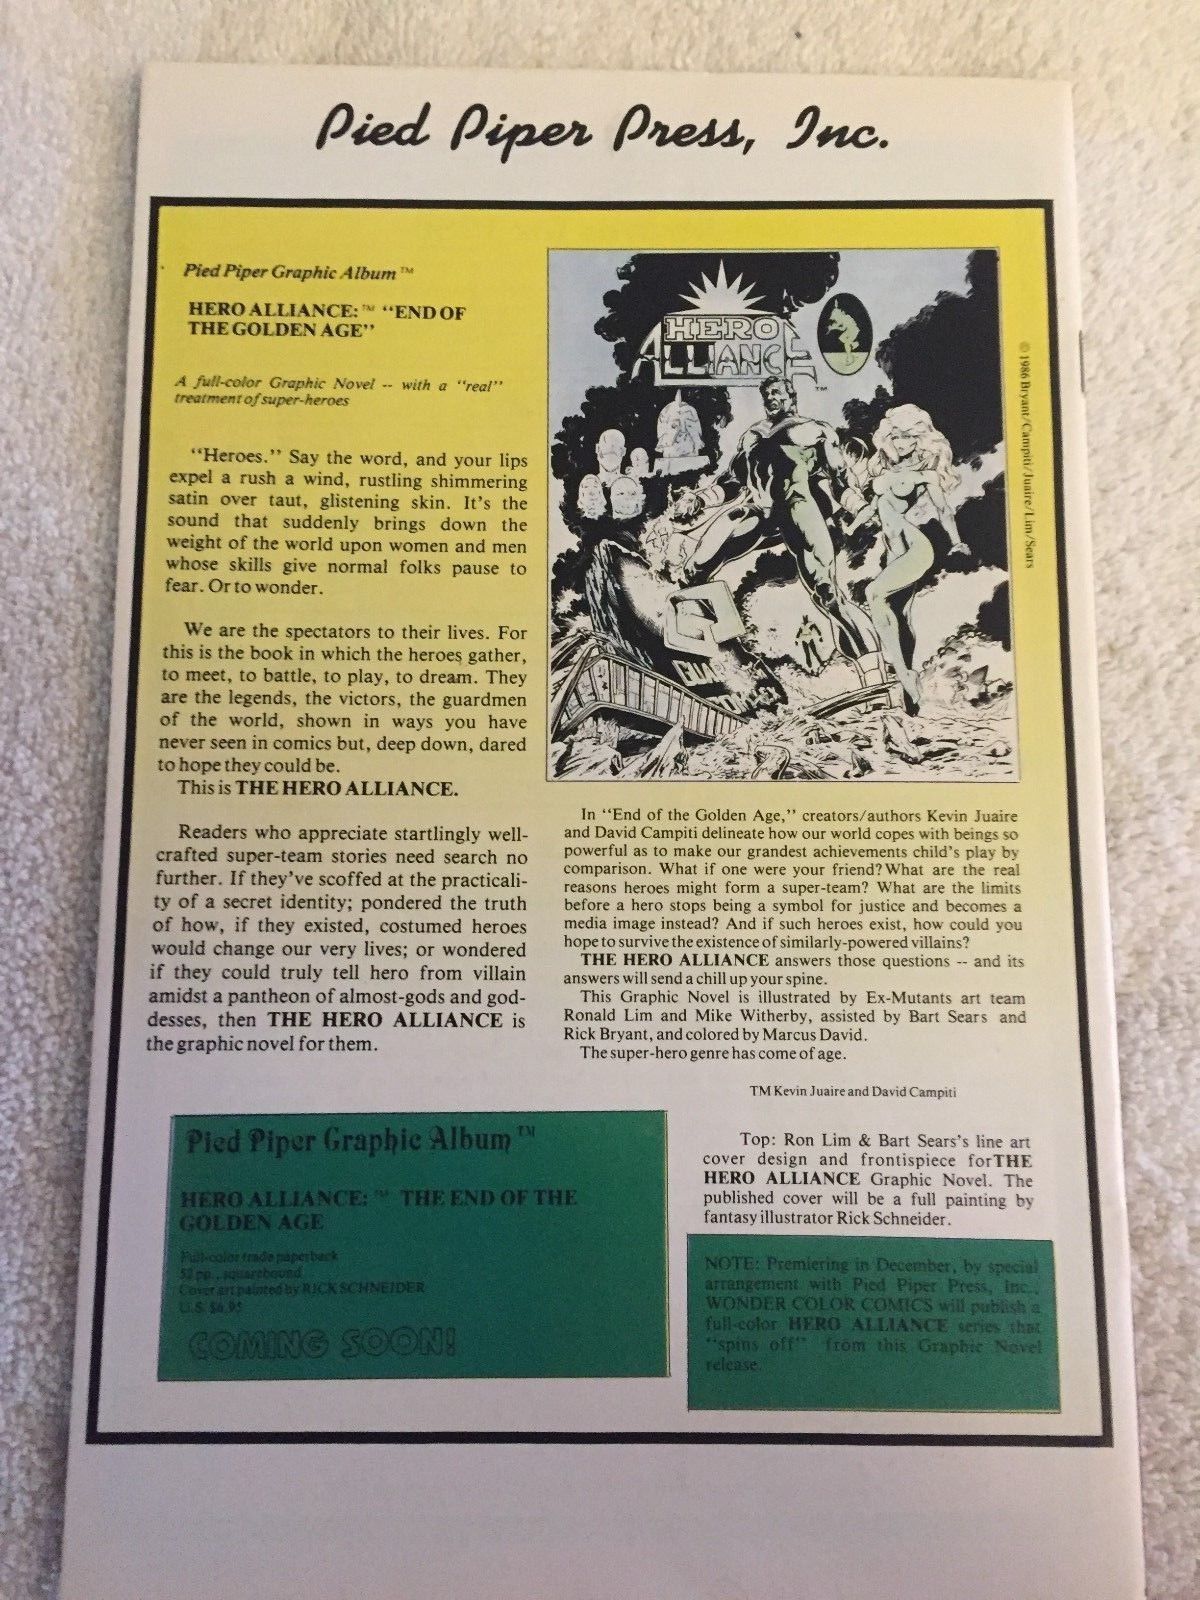 Pied Piper Press, Inc.
Pied Piper Graphic Album™
HERO ALLIANCE:™ "END OF
THE GOLDEN AGE"
A full-color Graphic Novel -- with a "real"
treatment of super-heroes
"Heroes." Say the word, and your lips
expel a rush a wind, rustling shimmering
satin over taut, glistening skin. It's the
sound that suddenly brings down the
weight of the world upon women and men
whose skills give normal folks pause to
fear. Or to wonder.
We are the spectators to their lives. For
this is the book in which the heroes gather,
to meet, to battle, to play, to dream. They
are the legends, the victors, the guardmen
of the world, shown in ways you have
never seen in comics but, deep down, dared
to hope they could be.
This is THE HERO ALLIANCE.
Readers who appreciate startlingly well-
crafted super-team stories need search no
further. If they've scoffed at the practicali-
ty of a secret identity; pondered the truth
of how, if they existed, costumed heroes
would change our very lives; or wondered
if they could truly tell hero from villain
amidst a pantheon of almost-gods and god-
desses, then THE HERO ALLIANCE is
the graphic novel for them.
HERO
ALLIANCE
™
© 1986 Bryant/Campiti/Juaire/Lim/Sears
In "End of the Golden Age," creators/authors Kevin Juaire
and David Campiti delineate how our world copes with beings so
powerful as to make our grandest achievements child's play by
comparison. What if one were your friend? What are the real
reasons heroes might form a super-team? What are the limits
before a hero stops being a symbol for justice and becomes a
media image instead? And if such heroes exist, how could you
hope to survive the existence of similarly-powered villains?
THE HERO ALLIANCE answers those questions -- and its
answers will send a chill up your spine.
This Graphic Novel is illustrated by Ex-Mutants art team
Ronald Lim and Mike Witherby, assisted by Bart Sears and
Rick Bryant, and colored by Marcus David.
The super-hero genre has come of age.
TM Kevin Juaire and David Campiti
Top: Ron Lim & Bart Sears's line art
cover design and frontispiece for THE
HERO ALLIANCE Graphic Novel. The
published cover will be a full painting by
fantasy illustrator Rick Schneider.
Pied Piper Graphic Album™
HERO ALLIANCE:™ THE END OF THE
GOLDEN AGE
Full-color trade paperback
52 pp., squarebound
Cover art painted by RICK SCHNEIDER
U.S. $6.95
COMING SOON!
NOTE: Premiering in December, by special
arrangement with Pied Piper Press, Inc.,
WONDER COLOR COMICS will publish a
full-color HERO ALLIANCE series that
"spins off" from this Graphic Novel
release.